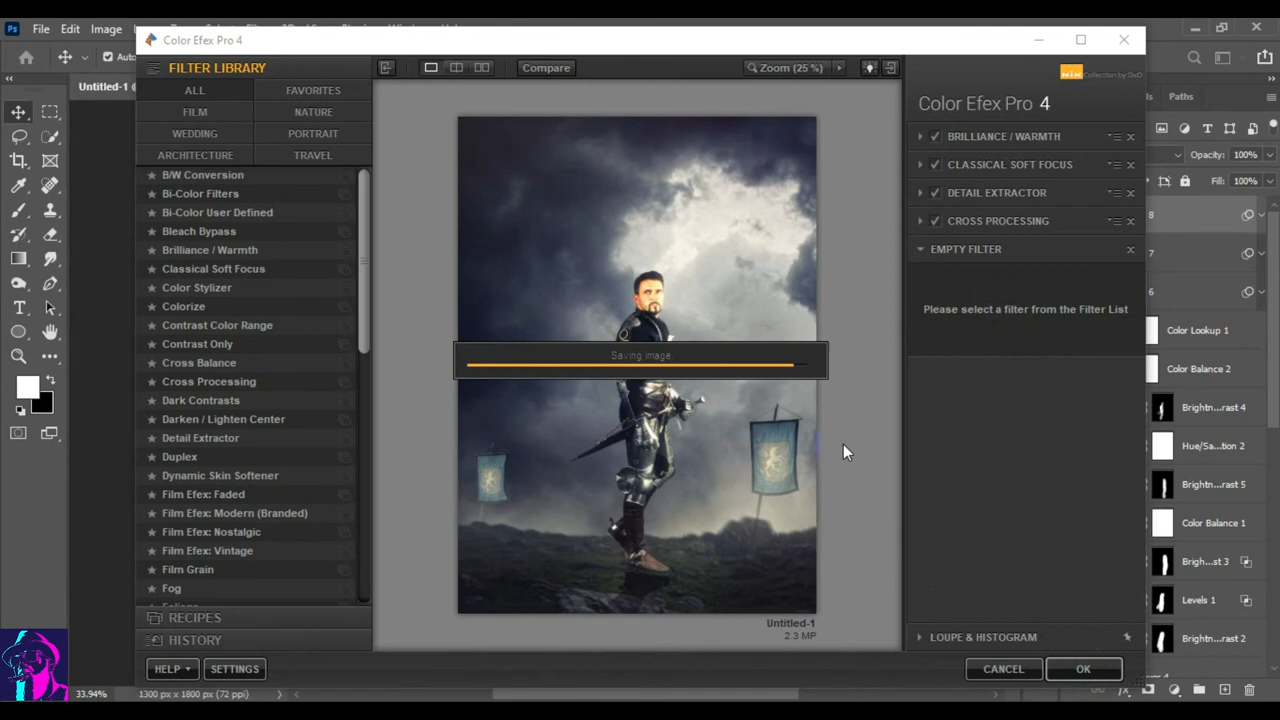 Ps File Edit Image
Color Efex Pro 4
FILTER LIBRARY
Compare
Zoom (25 %)
Collection by DxO
Paths
Auto
Untitled-1 @
ALL FAVORITES
FILM NATURE
WEDDING PORTRAIT
ARCHITECTURE TRAVEL
B/W Conversion
Bi-Color Filters
Bi-Color User Defined
Bleach Bypass
Brilliance / Warmth
Classical Soft Focus
Color Stylizer
Colorize
Contrast Color Range
Contrast Only
Cross Balance
Cross Processing
Dark Contrasts
Darken / Lighten Center
Detail Extractor
Duplex
Dynamic Skin Softener
Film Efex: Faded
Film Efex: Modern (Branded)
Film Efex: Nostalgic
Film Efex: Vintage
Film Grain
Fog
RECIPES
HISTORY
HELP SETTINGS
Saving image.
Untitled-1
2.3 MP
Color Efex Pro 4
BRILLIANCE / WARMTH
CLASSICAL SOFT FOCUS
DETAIL EXTRACTOR
CROSS PROCESSING
EMPTY FILTER
Please select a filter from the Filter List
LOUPE & HISTOGRAM
CANCEL OK
Opacity: 100%
Fill: 100%
8
7
6
Color Lookup 1
Color Balance 2
Brightn...rast 4
Hue/Sa...tion 2
Brightn...rast 5
Color Balance 1
Brigh...st 3
Levels 1
Brightn...rast 2
33.94% 1300 px x 1800 px (72 ppi)